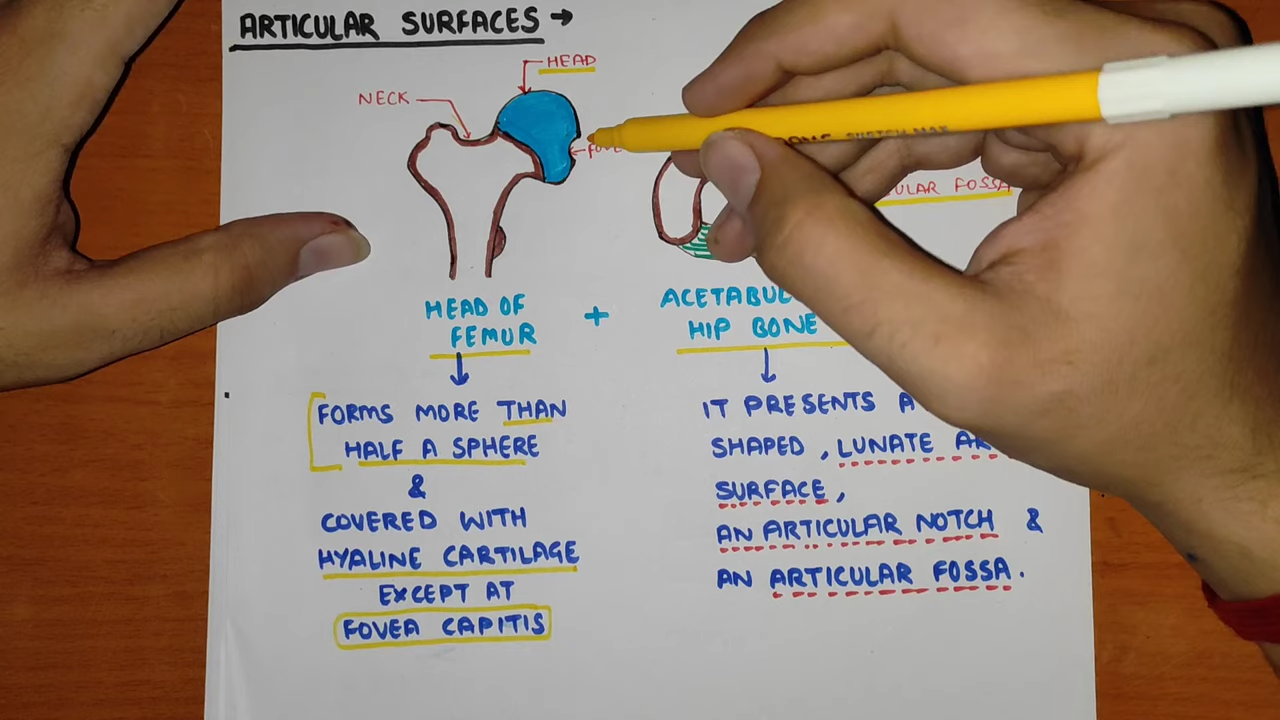 ARTICULAR SURFACES →
HEAD
NECK
HEAD OF
FEMUR
+
HIP BONE
FORMS MORE THAN
HALF A SPHERE
&
COVERED WITH
HYALINE CARTILAGE
EXCEPT AT
FOVEA CAPITIS
FOSSA
IT PRESENTS A
SHAPED, LUNATE
SURFACE,
AN ARTICULAR NOTCH &
AN ARTICULAR FOSSA.